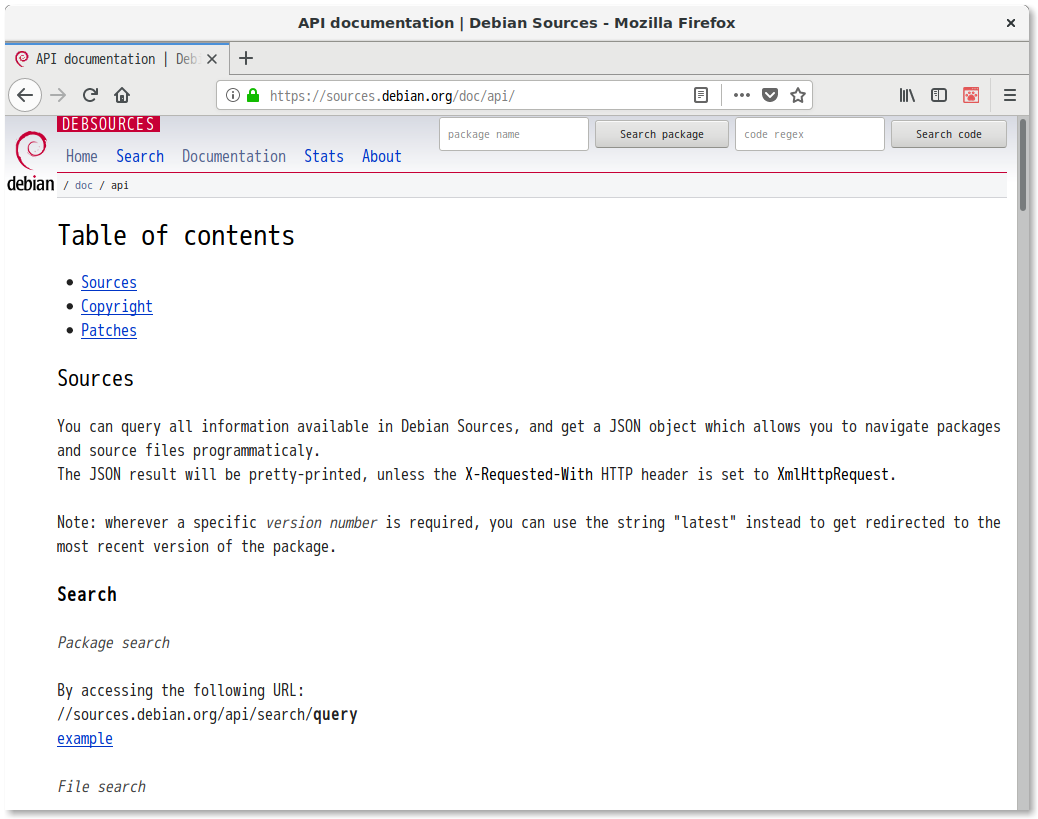 API documentation | Debian Sources - Mozilla Firefox
API documentation | Deb
https://sources.debian.org/doc/api/
DEBSOURCES
package name
Search package
code regex
Search code
Home Search Documentation Stats About
debian
/ doc / api
Table of contents
Sources
Copyright
Patches
Sources
You can query all information available in Debian Sources, and get a JSON object which allows you to navigate packages
and source files programmaticaly.
The JSON result will be pretty-printed, unless the X-Requested-With HTTP header is set to XmlHttpRequest.
Note: wherever a specific version number is required, you can use the string "latest" instead to get redirected to the
most recent version of the package.
Search
Package search
By accessing the following URL:
//sources.debian.org/api/search/query
example
File search